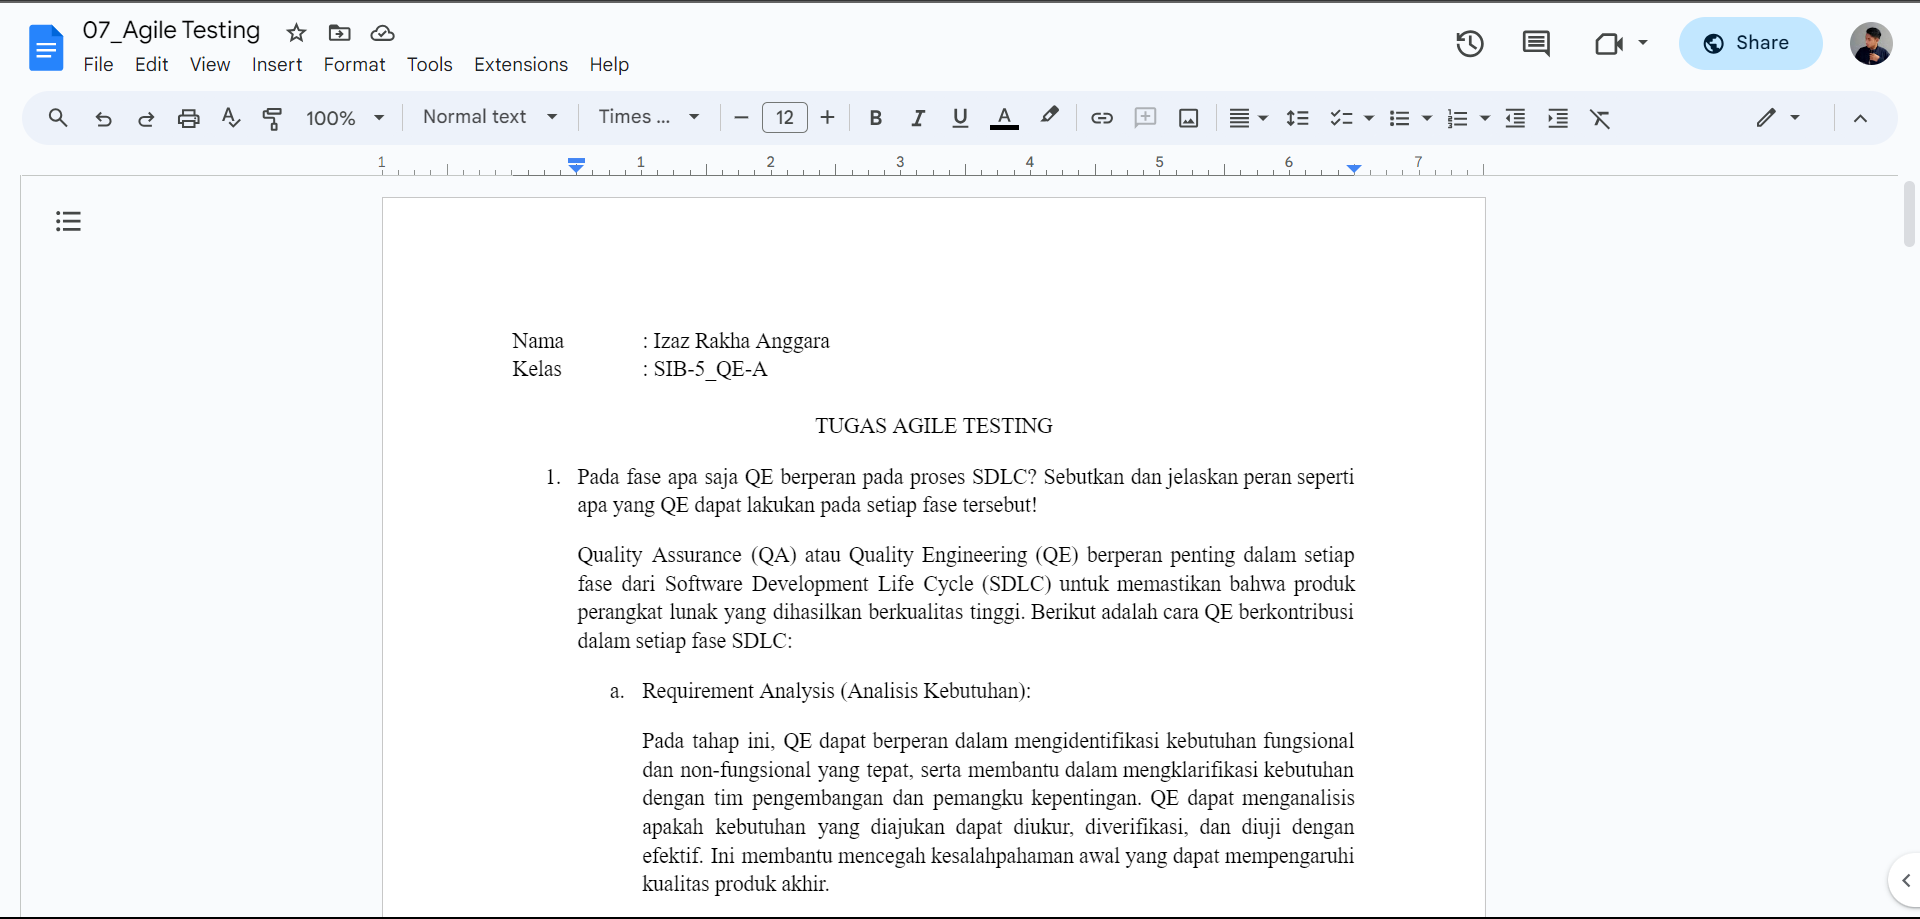 07_Agile Testing
File Edit View Insert Format Tools Extensions Help
Share
100% Normal text Times ... 12 B I U A
1 1 2 3 4 5 6 7
Nama : Izaz Rakha Anggara
Kelas : SIB-5_QE-A
TUGAS AGILE TESTING
1. Pada fase apa saja QE berperan pada proses SDLC? Sebutkan dan jelaskan peran seperti
apa yang QE dapat lakukan pada setiap fase tersebut!
Quality Assurance (QA) atau Quality Engineering (QE) berperan penting dalam setiap
fase dari Software Development Life Cycle (SDLC) untuk memastikan bahwa produk
perangkat lunak yang dihasilkan berkualitas tinggi. Berikut adalah cara QE berkontribusi
dalam setiap fase SDLC:
a. Requirement Analysis (Analisis Kebutuhan):
Pada tahap ini, QE dapat berperan dalam mengidentifikasi kebutuhan fungsional
dan non-fungsional yang tepat, serta membantu dalam mengklarifikasi kebutuhan
dengan tim pengembangan dan pemangku kepentingan. QE dapat menganalisis
apakah kebutuhan yang diajukan dapat diukur, diverifikasi, dan diuji dengan
efektif. Ini membantu mencegah kesalahpahaman awal yang dapat mempengaruhi
kualitas produk akhir.